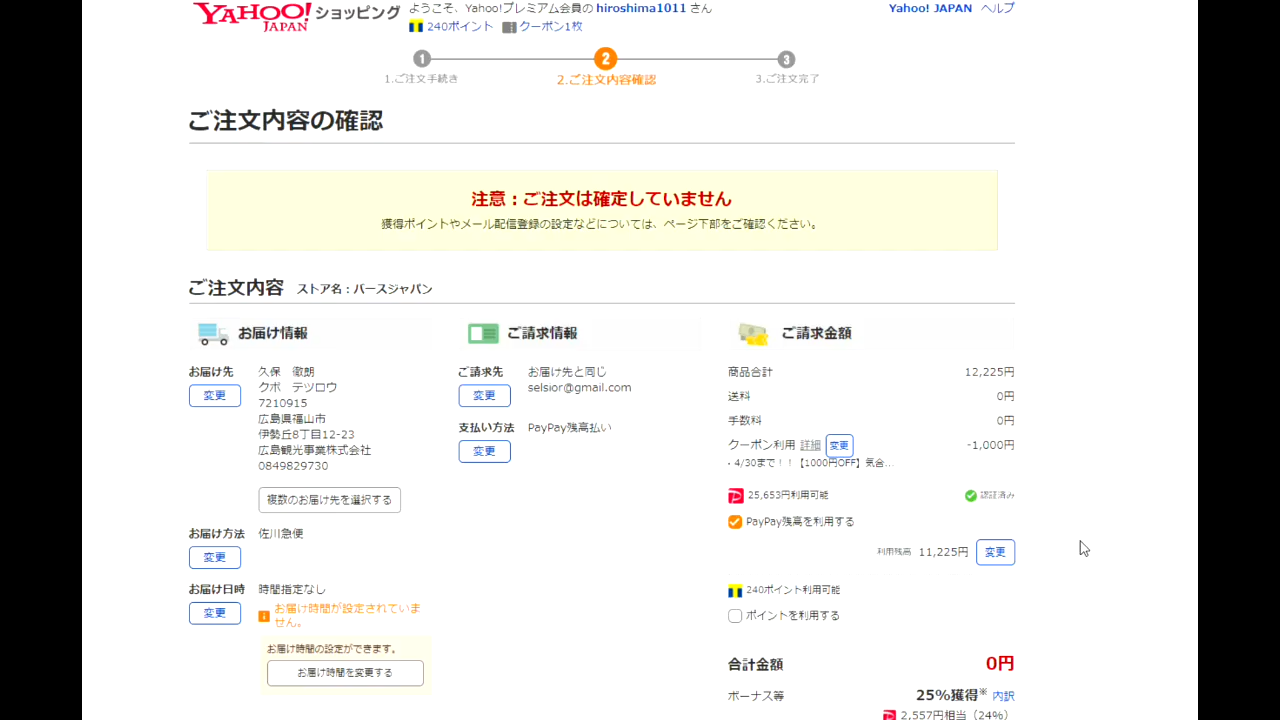 YAHOO! JAPAN ショッピング
ようこそ、Yahoo!プレミアム会員の hiroshima1011 さん
240ポイント クーポン1枚
Yahoo! JAPAN ヘルプ
1 2 3
1.ご注文手続き 2.ご注文内容確認 3.ご注文完了
ご注文内容の確認
注意：ご注文は確定していません
獲得ポイントやメール配信登録の設定などについては、ページ下部をご確認ください。
ご注文内容 ストア名：バースジャパン
お届け情報
お届け先 久保 徹朗
変更 クボ テツロウ
7210915
広島県福山市
伊勢丘8丁目12-23
広島観光事業株式会社
0849829730
複数のお届け先を選択する
お届け方法 佐川急便
変更
お届け日時 時間指定なし
変更 お届け時間が設定されていま
せん。
お届け時間の設定ができます。
お届け時間を変更する
ご請求情報
ご請求先 お届け先と同じ
変更 selsior@gmail.com
支払い方法 PayPay残高払い
変更
ご請求金額
商品合計 12,225円
送料 0円
手数料 0円
クーポン利用 詳細 変更 -1,000円
・4/30まで！！【1000円OFF】気合...
25,653円利用可能 認証済み
PayPay残高を利用する
利用残高 11,225円 変更
240ポイント利用可能
ポイントを利用する
合計金額 0円
ボーナス等 25%獲得※ 内訳
2,557円相当（24%）